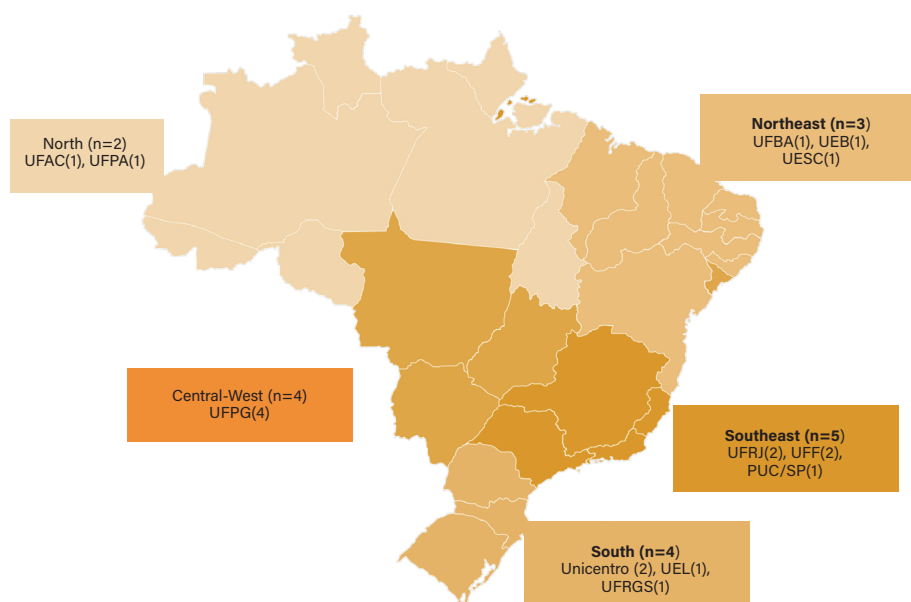 North (n=2)
UFAC(1), UFPA(1)
Northeast (n=3)
UFBA(1), UEB(1),
UESC(1)
Central-West (n=4)
UFPG(4)
Southeast (n=5)
UFRJ(2), UFF(2),
PUC/SP(1)
South (n=4)
Unicentro (2), UEL(1),
UFRGS(1)